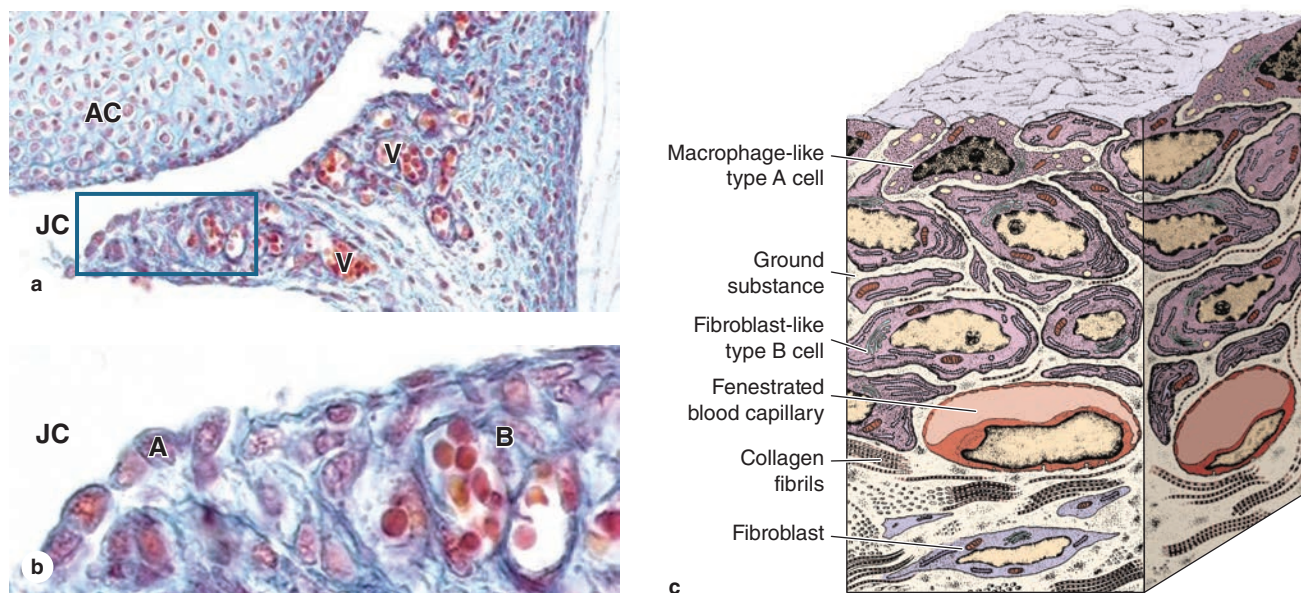 AC
V
JC
V
a
JC
A
B
b
Macrophage-like
type A cell
Ground
substance
Fibroblast-like
type B cell
Fenestrated
blood capillary
Collagen
fibrils
Fibroblast
c